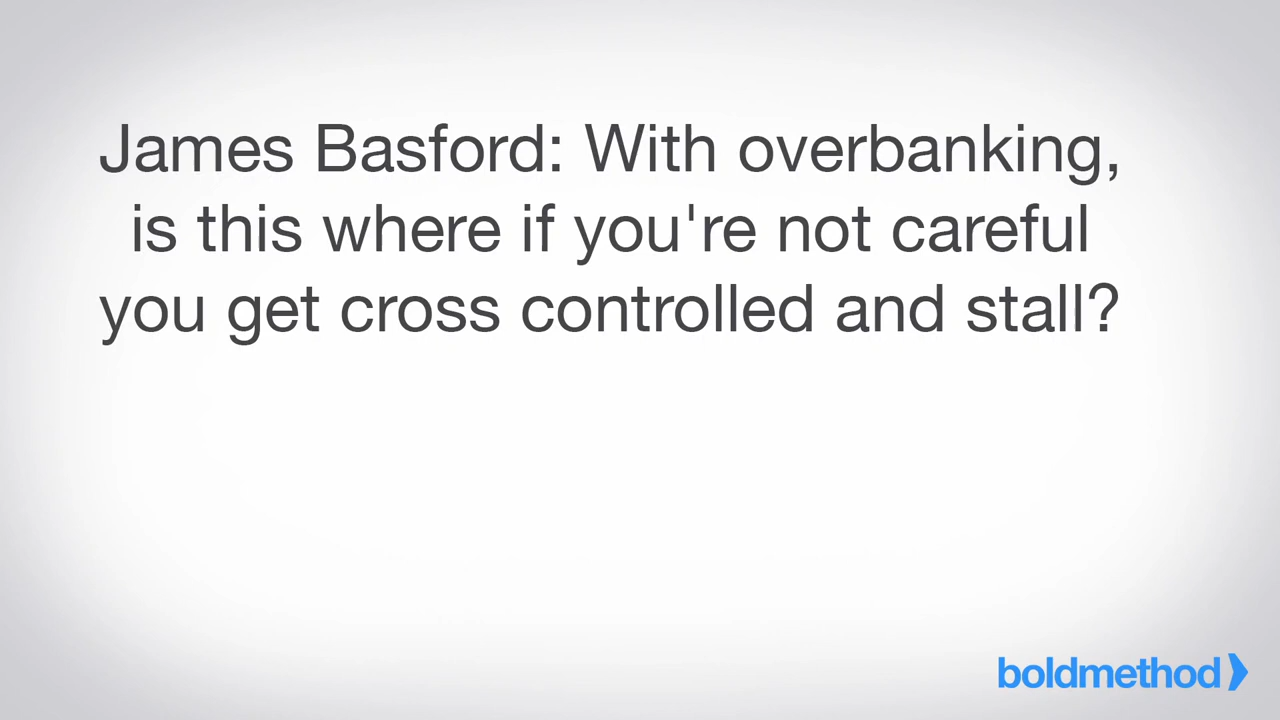 James Basford: With overbanking,
is this where if you're not careful
you get cross controlled and stall?
boldmethod